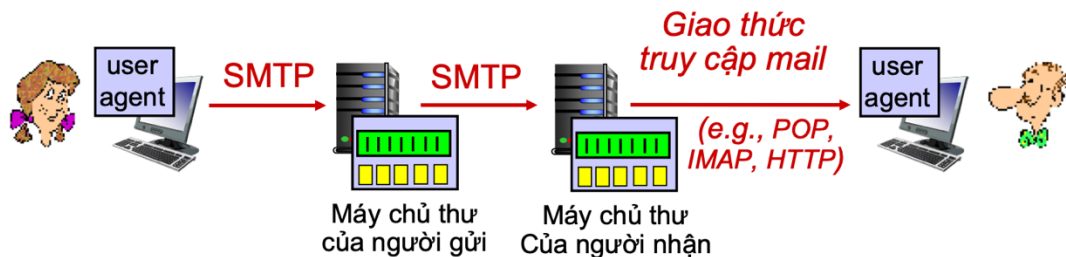 user
agent
SMTP
SMTP
Giao thức
truy cập mail
(e.g., POP,
IMAP, HTTP)
user
agent
Máy chủ thư
của người gửi
Máy chủ thư
Của người nhận